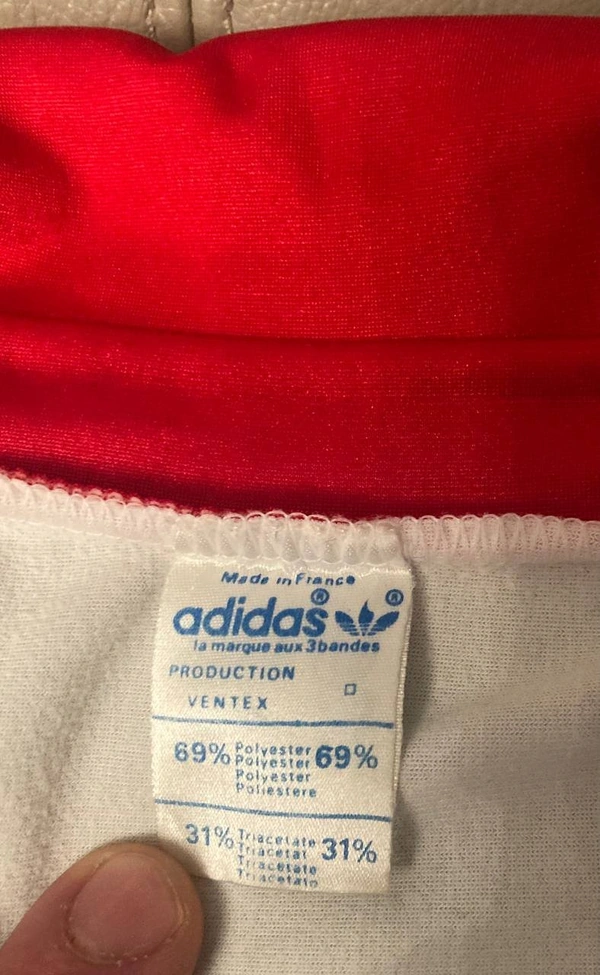 Made in France
adidas® ®
la marque aux 3 bandes
PRODUCTION
VENTEX
69% Polyester 69%
Polyester
Polyester
Poliestere
31% Triacetate 31%
Triacetat
Triacetate
Triacetato